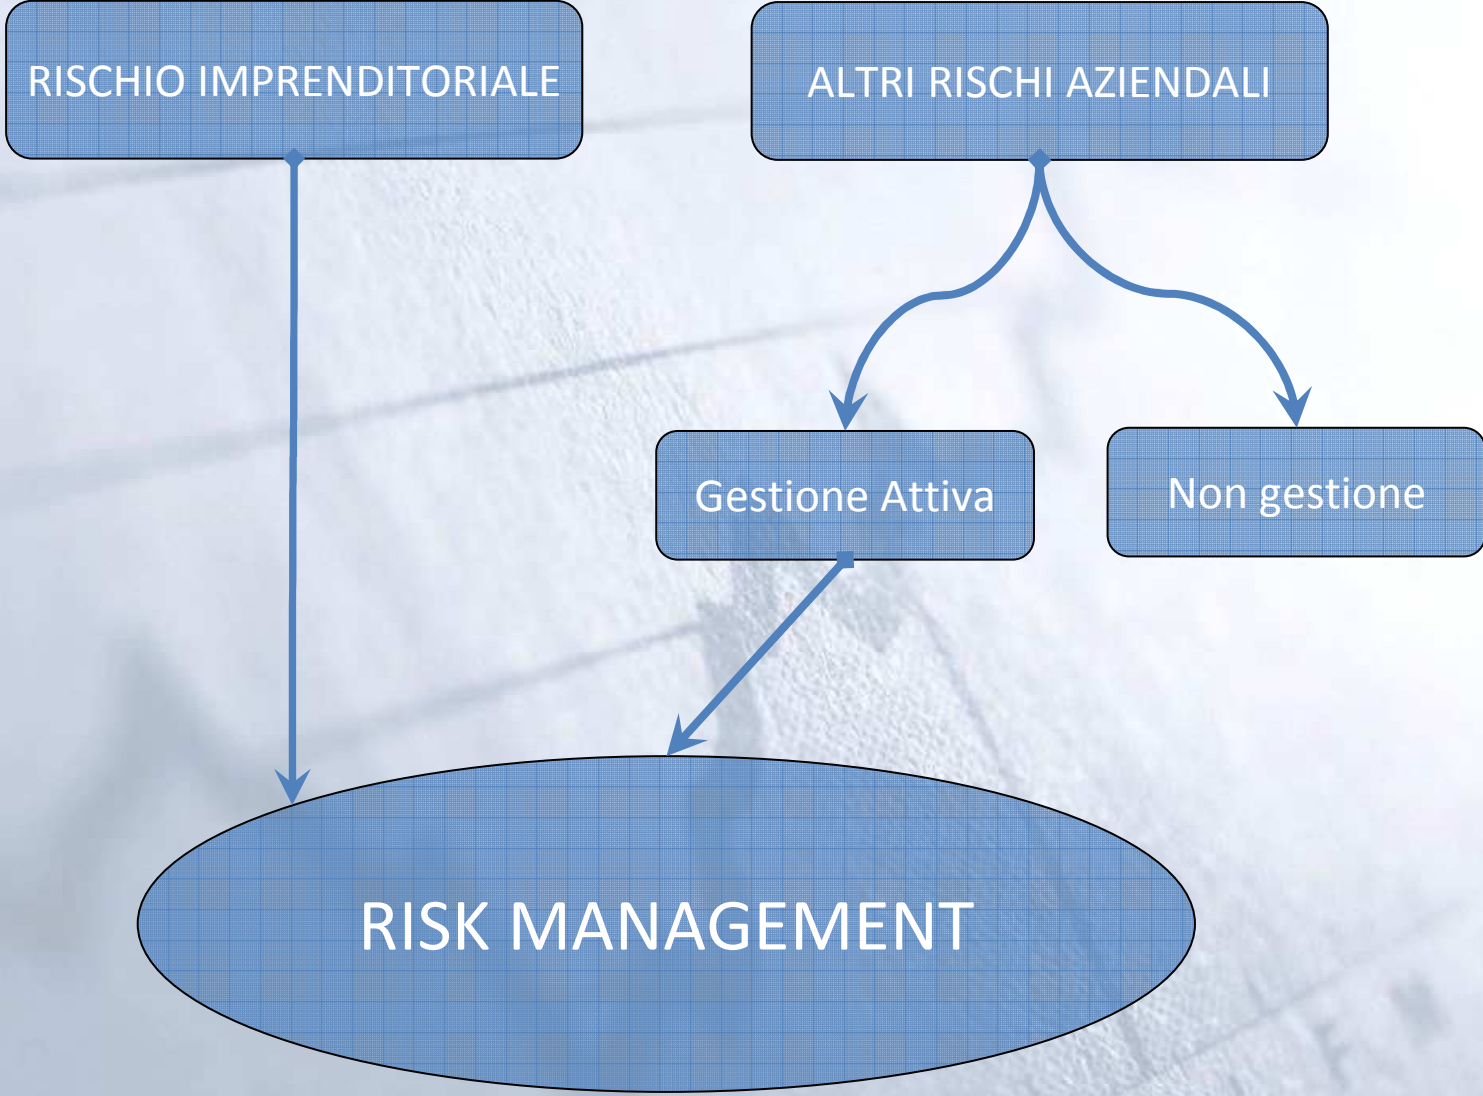 RISCHIO IMPRENDITORIALE
ALTRI RISCHI AZIENDALI
Gestione Attiva
Non gestione
RISK MANAGEMENT